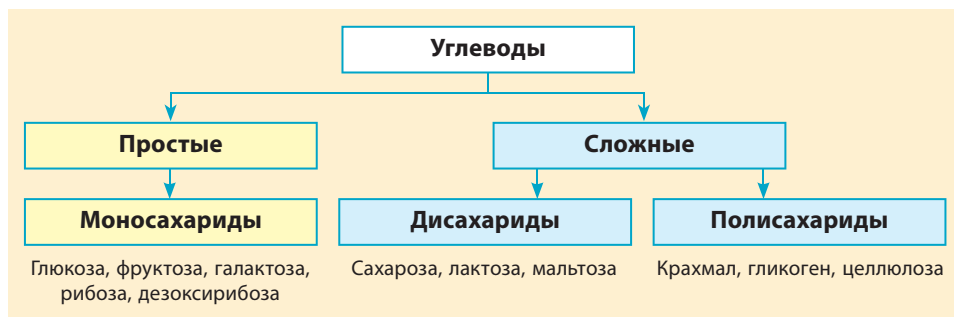 Углеводы
Простые
Сложные
Моносахариды
Дисахариды
Полисахариды
Глюкоза, фруктоза, галактоза,
рибоза, дезоксирибоза
Сахароза, лактоза, мальтоза
Крахмал, гликоген, целлюлоза